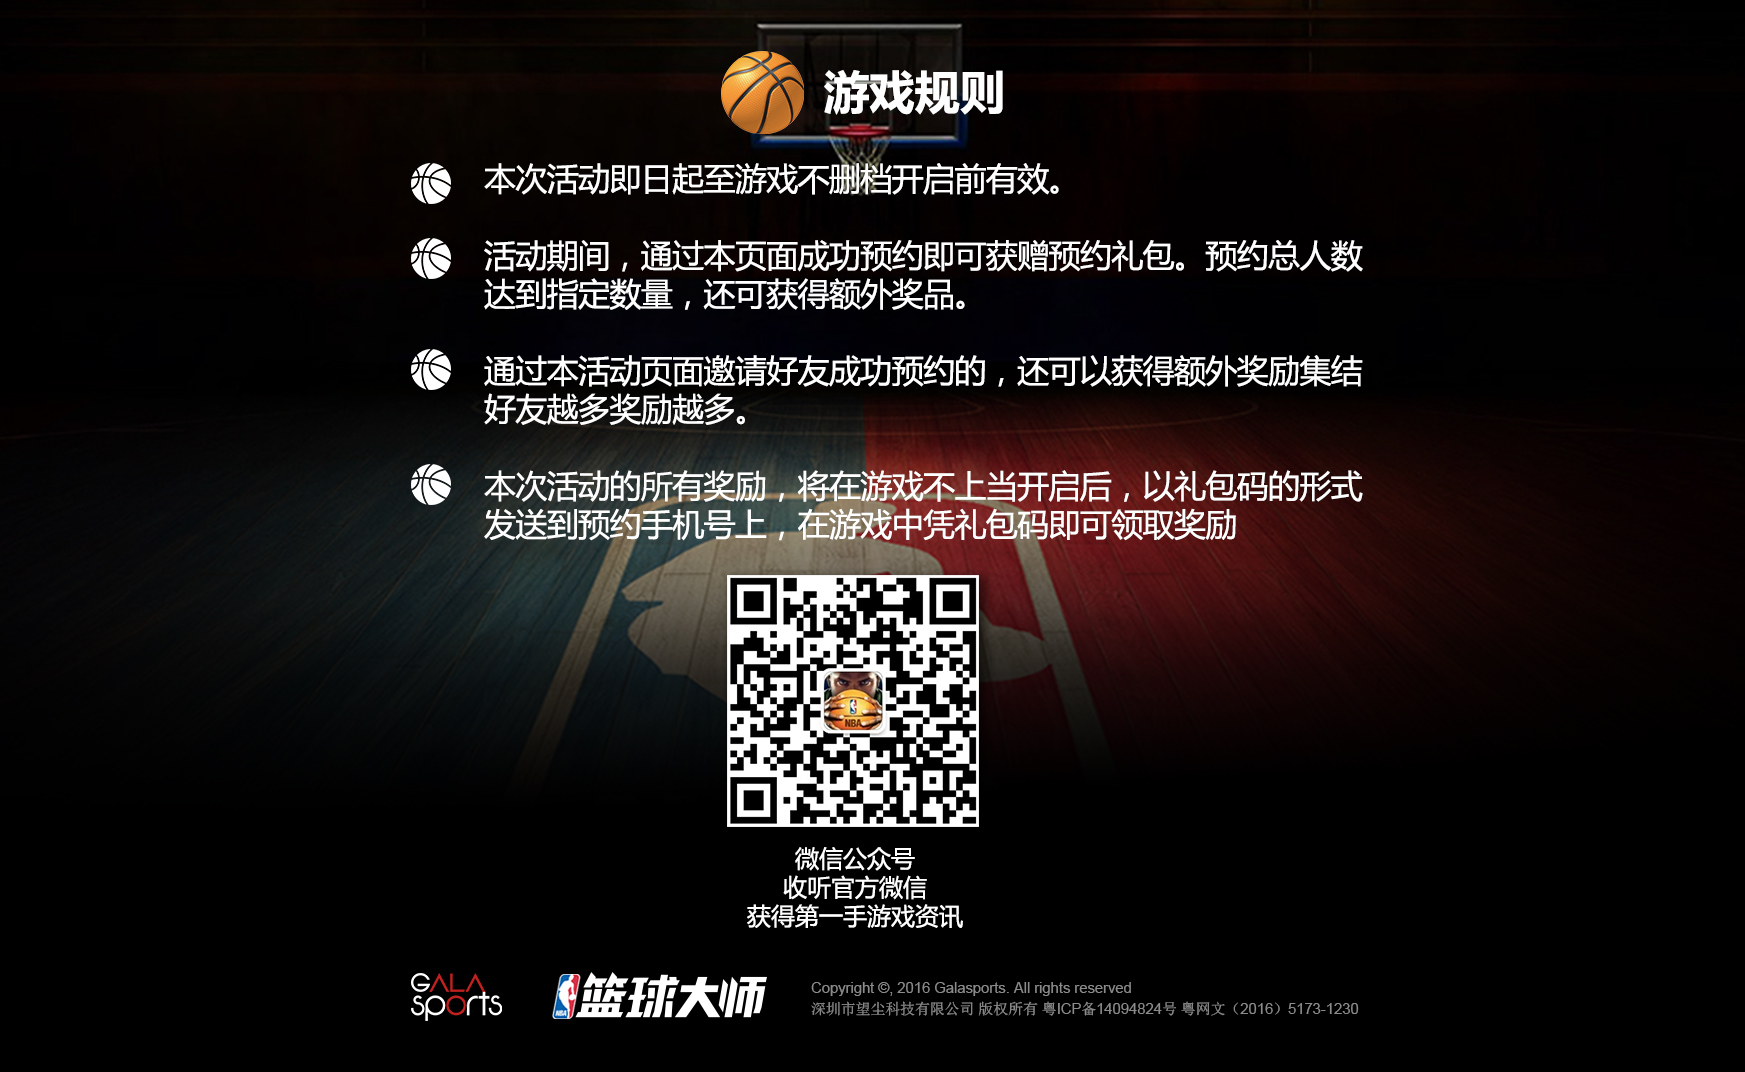 游戏规则
本次活动即日起至游戏不删档开启前有效。
活动期间，通过本页面成功预约即可获赠预约礼包。预约总人数
达到指定数量，还可获得额外奖品。
通过本活动页面邀请好友成功预约的，还可以获得额外奖励集结
好友越多奖励越多。
本次活动的所有奖励，将在游戏不上当开启后，以礼包码的形式
发送到预约手机号上，在游戏中凭礼包码即可领取奖励
NBA
微信公众号
收听官方微信
获得第一手游戏资讯
GALA
sports
NBA 篮球大师
Copyright ©, 2016 Galasports. All rights reserved
深圳市望尘科技有限公司 版权所有 粤ICP备14094824号 粤网文（2016）5173-1230